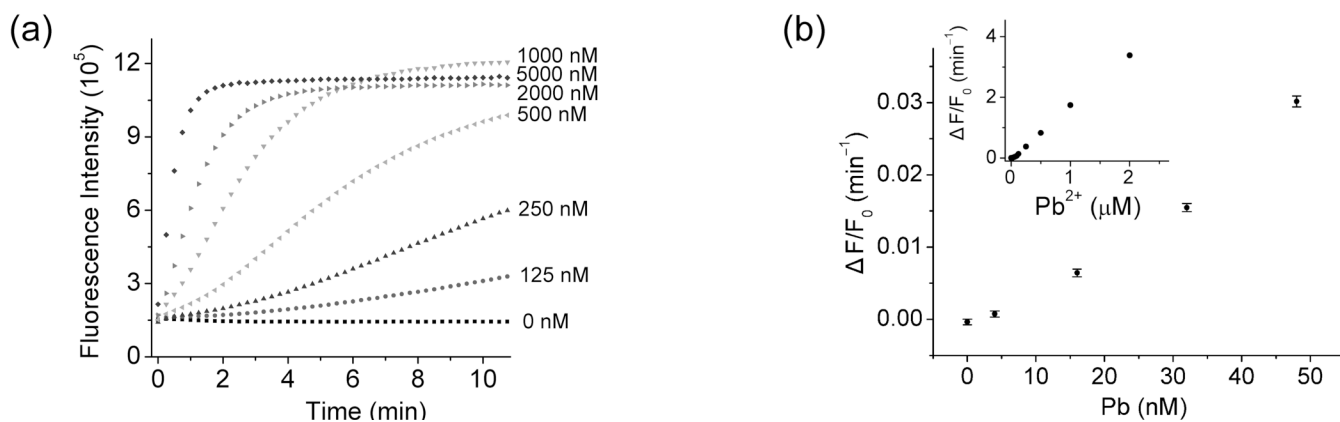 (a)
Fluorescence Intensity (10⁵)
12
9
6
3
0
1000 nM
5000 nM
2000 nM
500 nM
250 nM
125 nM
0 nM
0 2 4 6 8 10
Time (min)
(b)
ΔF/F₀ (min⁻¹)
0.03
0.02
0.01
0.00
ΔF/F₀ (min⁻¹)
4
2
0
0 1 2
Pb²⁺ (μM)
0 10 20 30 40 50
Pb (nM)